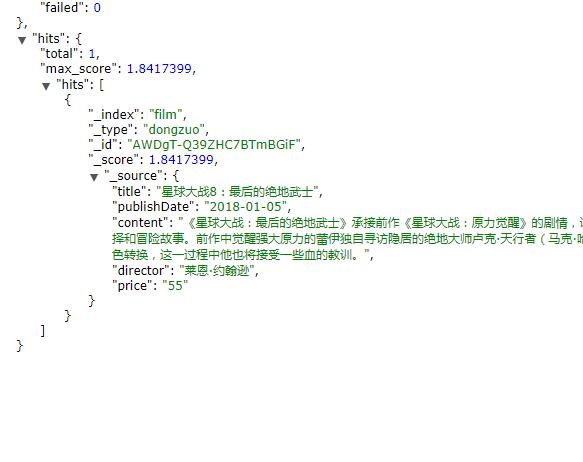 "failed": 0
},
"hits": {
"total": 1,
"max_score": 1.8417399,
"hits": [
{
"_index": "film",
"_type": "dongzuo",
"_id": "AWDgT-Q39ZHC7BTmBGiF",
"_score": 1.8417399,
"_source": {
"title": "星球大战8：最后的绝地武士",
"publishDate": "2018-01-05",
"content": "《星球大战：最后的绝地武士》承接前作《星球大战：原力觉醒》的剧情，
择和冒险故事。前作中觉醒强大原力的蕾伊独自寻访隐居的绝地大师卢克·天行者（马克·
色转换，这一过程中他也将接受一些血的教训。",
"director": "莱恩·约翰逊",
"price": "55"
}
}
]
}